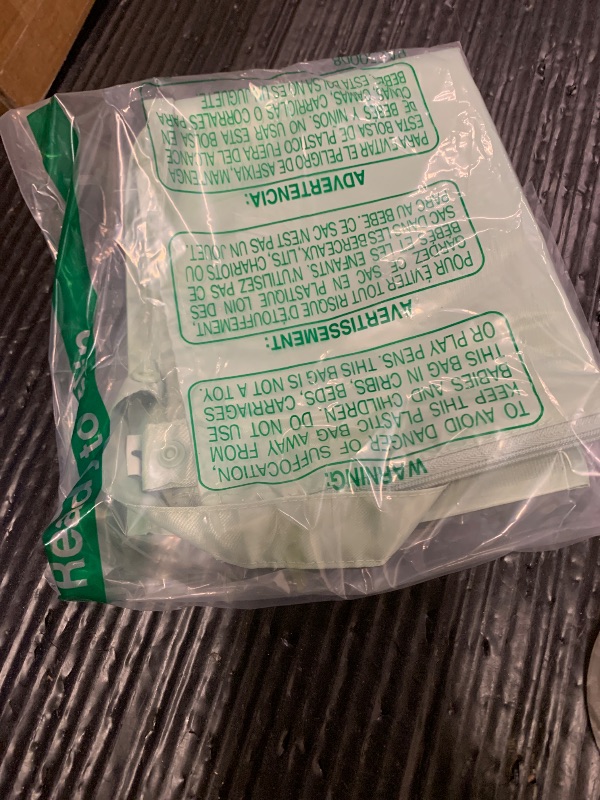 WARNING:
TO AVOID DANGER OF SUFFOCATION,
KEEP THIS PLASTIC BAG AWAY FROM
BABIES AND CHILDREN. DO NOT USE
THIS BAG IN CRIBS, BEDS, CARRIAGES
OR PLAY PENS. THIS BAG IS NOT A TOY.
AVERTISSEMENT:
POUR ÉVITER TOUT RISQUE D'ÉTOUFFEMENT,
GARDEZ CE SAC EN PLASTIQUE LOIN DES
BÉBÉS ET LES ENFANTS. N'UTILISEZ PAS CE
SAC DANS LES BERCEAUX, LITS, CHARIOTS OU
PARC AU BÉBÉ. CE SAC N'EST PAS UN JOUET.
ADVERTENCIA:
PARA EVITAR EL PELIGRO DE ASFIXIA, MANTENGA
ESTA BOLSA DE PLASTICO FUERA DEL ALCANCE
DE BEBES Y NINOS. NO USAR ESTA BOLSA EN
CUNAS, CAMAS, CARRIOLAS O CORRALES PARA
BEBE. ESTA NO ES UN JUGUETE
Ready to